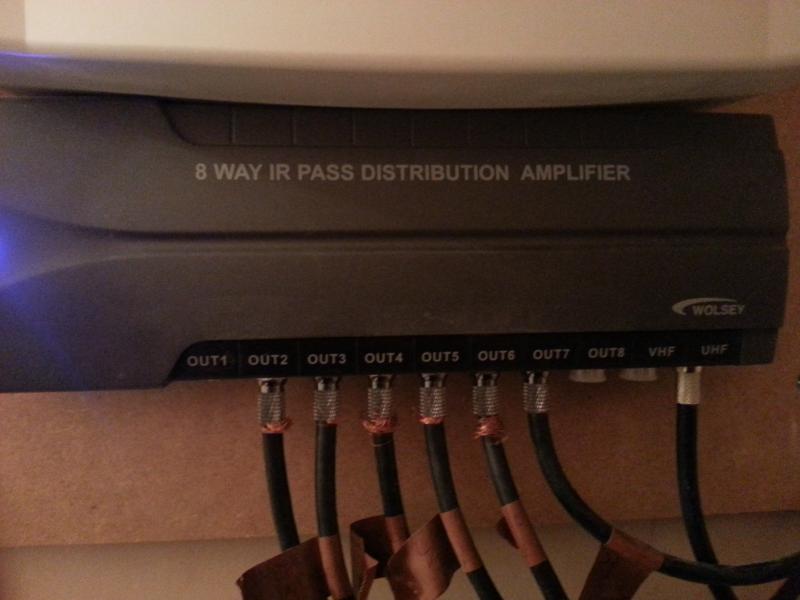 8 WAY IR PASS DISTRIBUTION AMPLIFIER
WOLSEY
OUT1 OUT2 OUT3 OUT4 OUT5 OUT6 OUT7 OUT8 VHF UHF